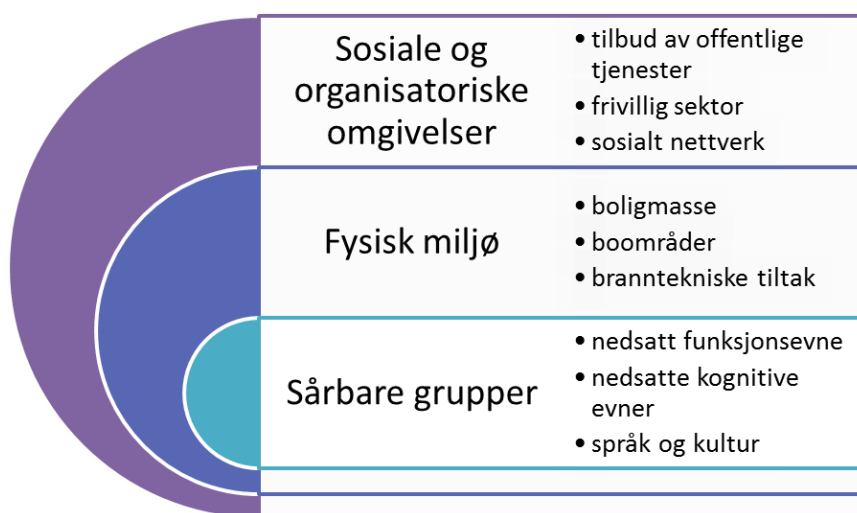 Sosiale og
organisatoriske
omgivelser
• tilbud av offentlige
tjenester
• frivillig sektor
• sosialt nettverk
Fysisk miljø
• boligmasse
• boområder
• branntekniske tiltak
Sårbare grupper
• nedsatt funksjonsevne
• nedsatte kognitive
evner
• språk og kultur